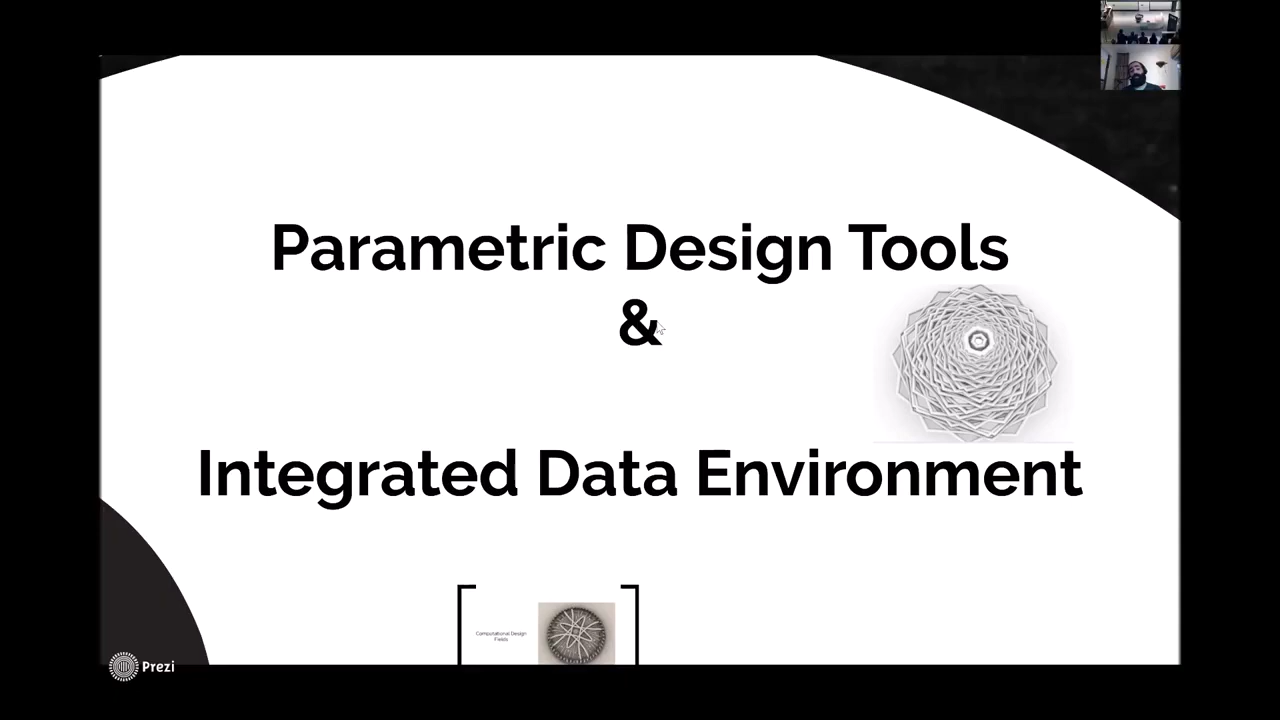 Parametric Design Tools
&
Integrated Data Environment
Computational Design
Fields
Prezi